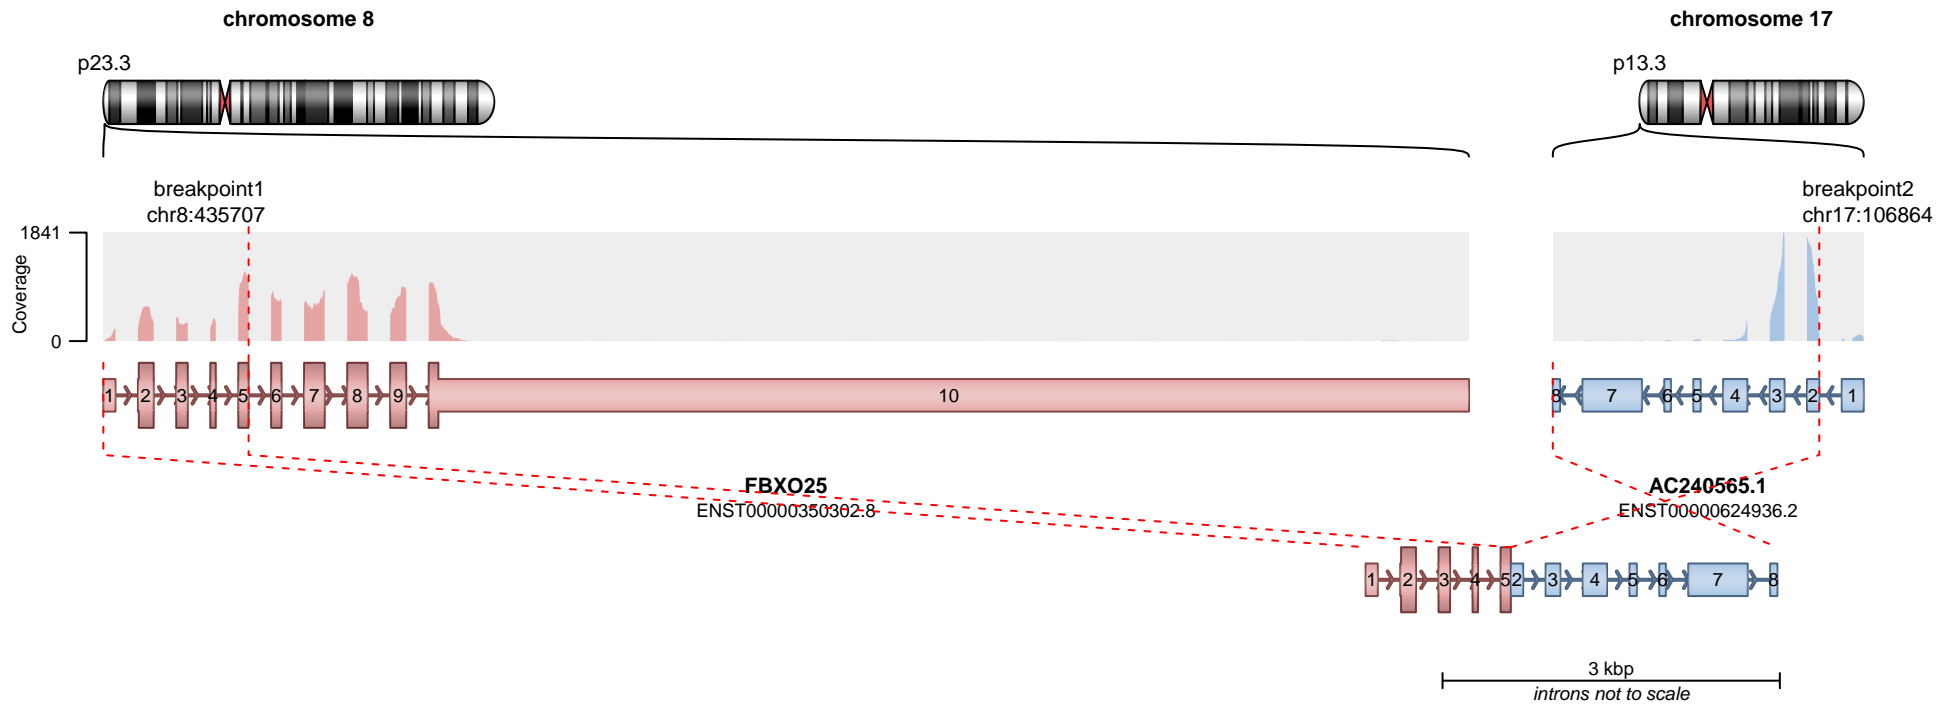 chromosome 8
chromosome 17
p23.3
p13.3
breakpoint1
chr8:435707
breakpoint2
chr17:106864
1841
Coverage
0
1 2 3 4 5 6 7 8 9 10
8 7 6 5 4 3 2 1
FBXO25
ENST00000350302.8
AC240565.1
ENST00000624936.2
1 2 3 4 5 2 3 4 5 6 7 8
3 kbp
introns not to scale